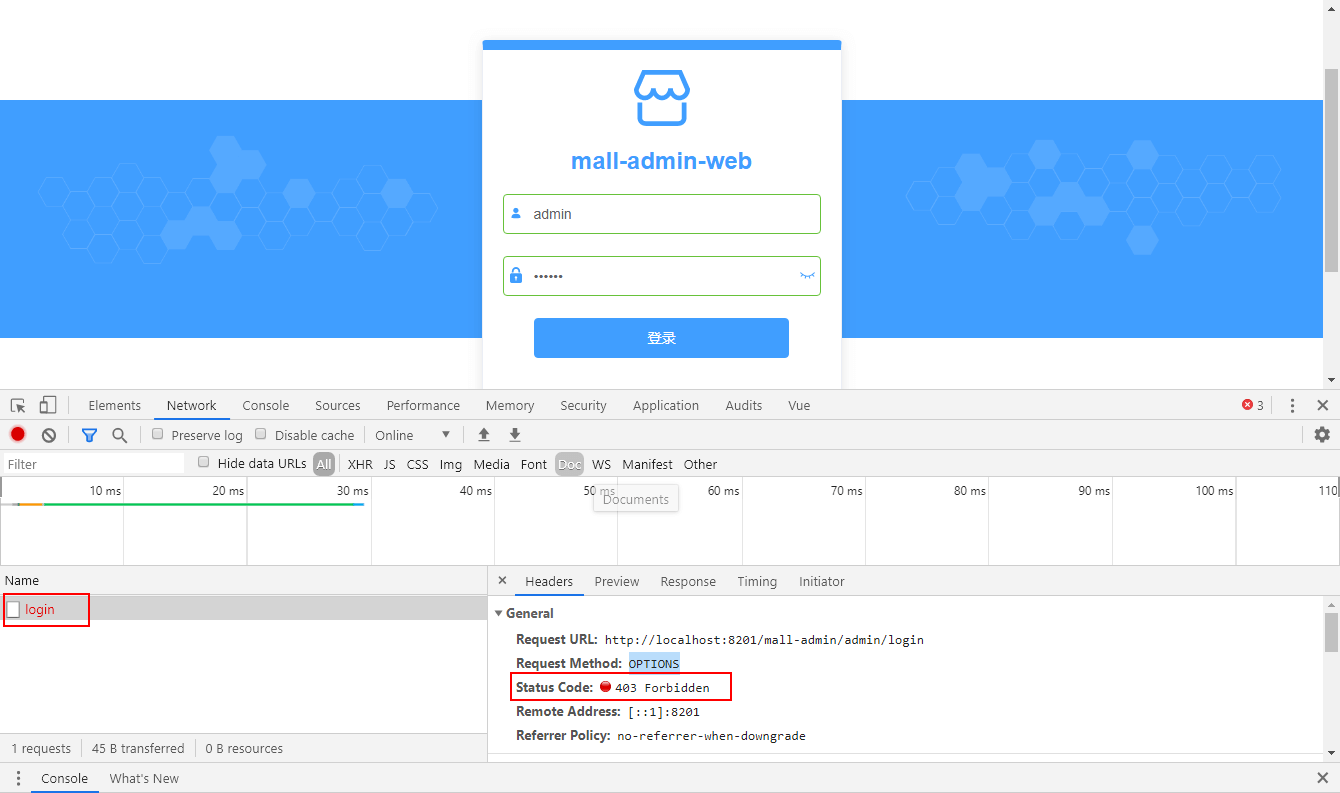 mall-admin-web
admin
••••••
登录
Elements Network Console Sources Performance Memory Security Application Audits Vue 3
Preserve log Disable cache Online
Filter Hide data URLs All XHR JS CSS Img Media Font Doc WS Manifest Other
10 ms 20 ms 30 ms 40 ms 50 ms 60 ms 70 ms 80 ms 90 ms 100 ms 110
Documents
Name
login
Headers Preview Response Timing Initiator
General
Request URL: http://localhost:8201/mall-admin/admin/login
Request Method: OPTIONS
Status Code: 403 Forbidden
Remote Address: [::1]:8201
Referrer Policy: no-referrer-when-downgrade
1 requests 45 B transferred 0 B resources
Console What's New